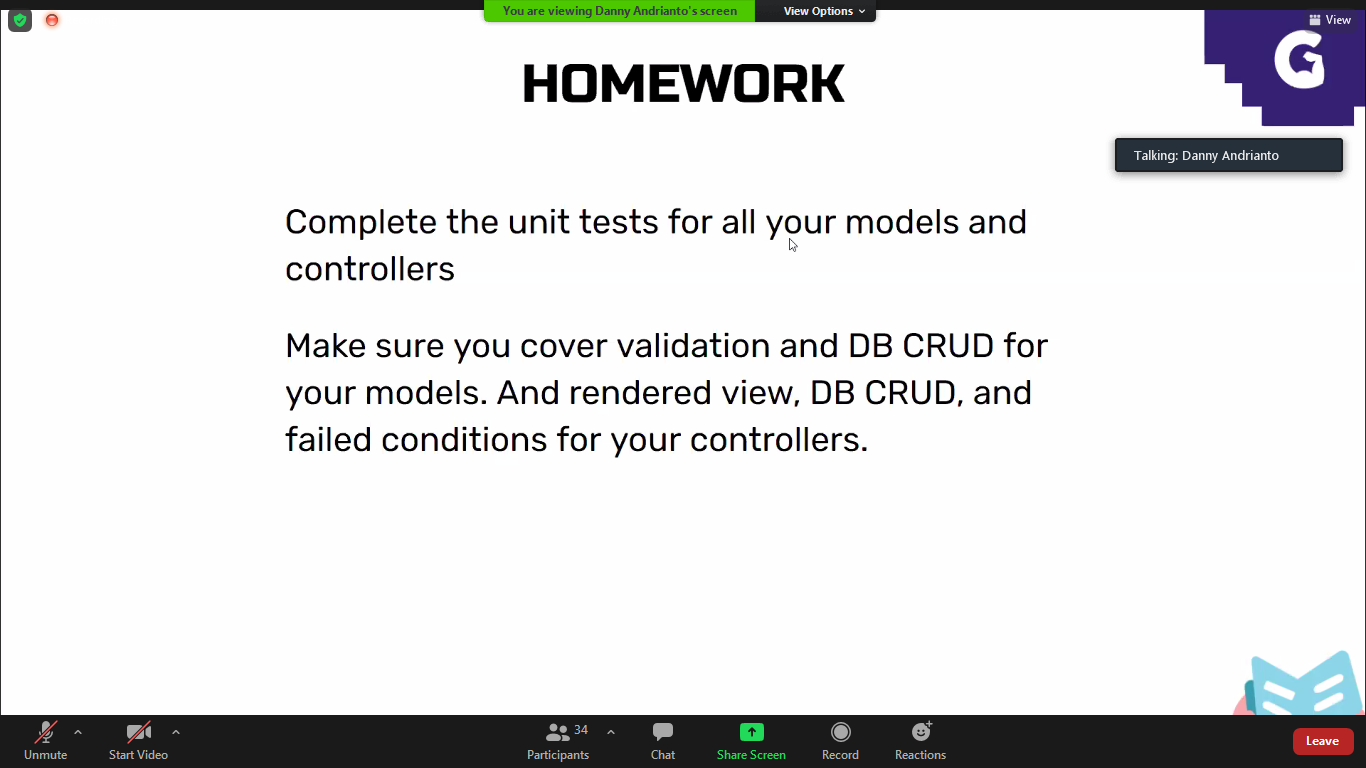 You are viewing Danny Andrianto's screen
View Options
View
HOMEWORK
G
Talking: Danny Andrianto
Complete the unit tests for all your models and
controllers
Make sure you cover validation and DB CRUD for
your models. And rendered view, DB CRUD, and
failed conditions for your controllers.
Unmute
Start Video
34
Participants
Chat
Share Screen
Record
Reactions
Leave